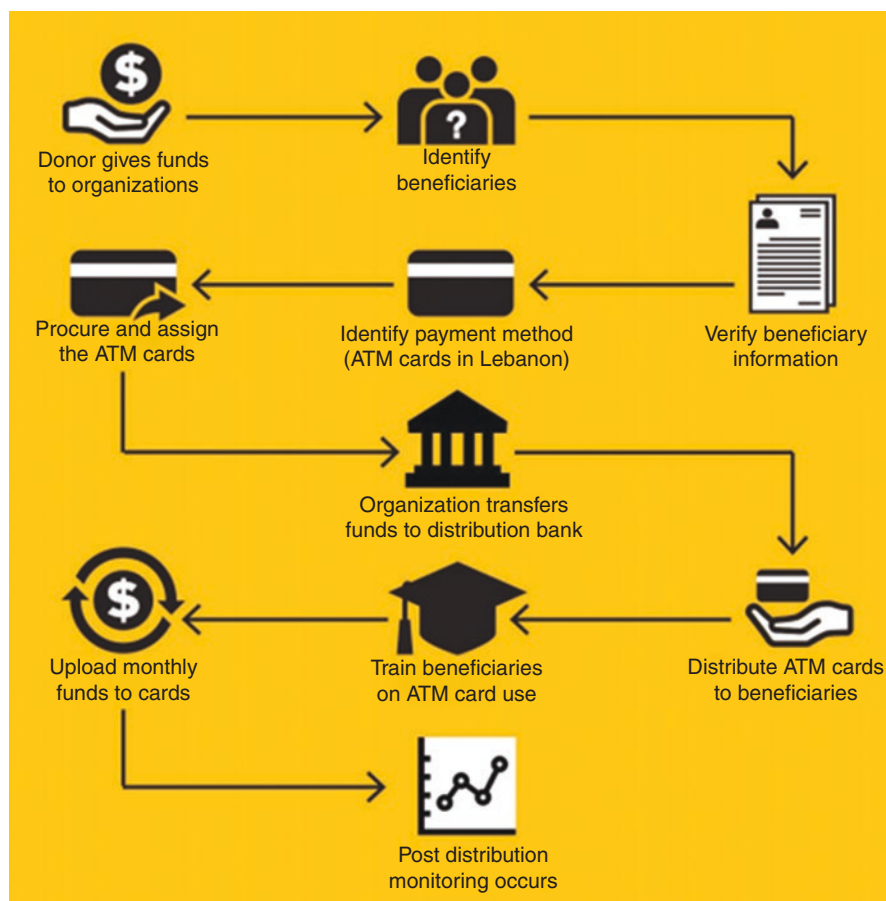 $
Donor gives funds
to organizations
?
Identify
beneficiaries
Verify beneficiary
information
Identify payment method
(ATM cards in Lebanon)
Procure and assign
the ATM cards
Organization transfers
funds to distribution bank
Distribute ATM cards
to beneficiaries
Train beneficiaries
on ATM card use
$
Upload monthly
funds to cards
Post distribution
monitoring occurs